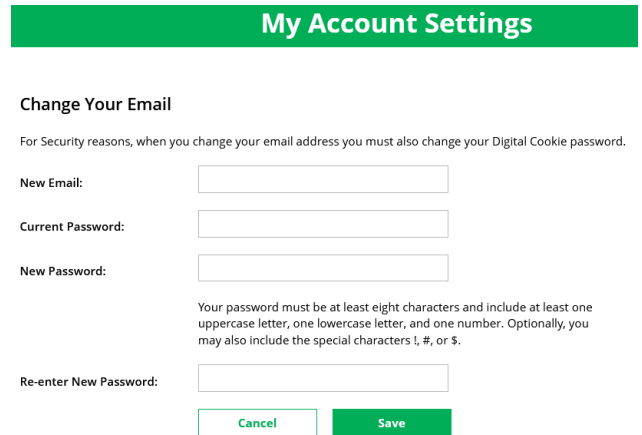 My Account Settings
Change Your Email
For Security reasons, when you change your email address you must also change your Digital Cookie password.
New Email:
Current Password:
New Password:
Your password must be at least eight characters and include at least one
uppercase letter, one lowercase letter, and one number. Optionally, you
may also include the special characters !, #, or $.
Re-enter New Password:
Cancel Save